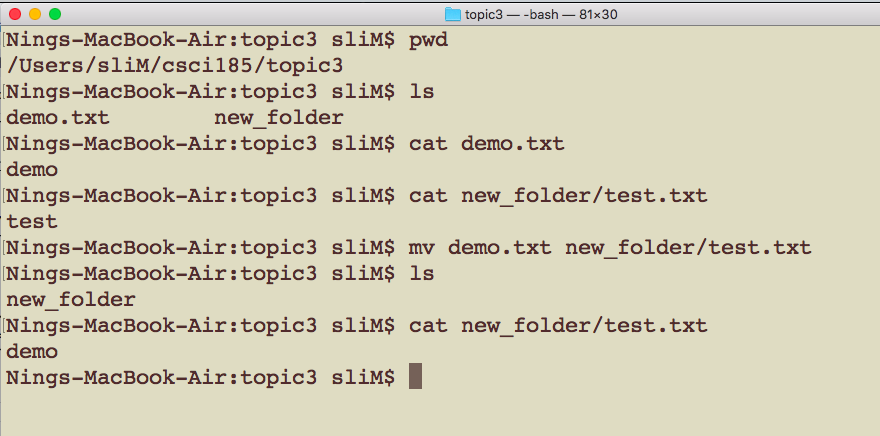 topic3 — -bash — 81×30
Nings-MacBook-Air:topic3 sliM$ pwd
/Users/sliM/csci185/topic3
Nings-MacBook-Air:topic3 sliM$ ls
demo.txt        new_folder
Nings-MacBook-Air:topic3 sliM$ cat demo.txt
demo
Nings-MacBook-Air:topic3 sliM$ cat new_folder/test.txt
test
Nings-MacBook-Air:topic3 sliM$ mv demo.txt new_folder/test.txt
Nings-MacBook-Air:topic3 sliM$ ls
new_folder
Nings-MacBook-Air:topic3 sliM$ cat new_folder/test.txt
demo
Nings-MacBook-Air:topic3 sliM$